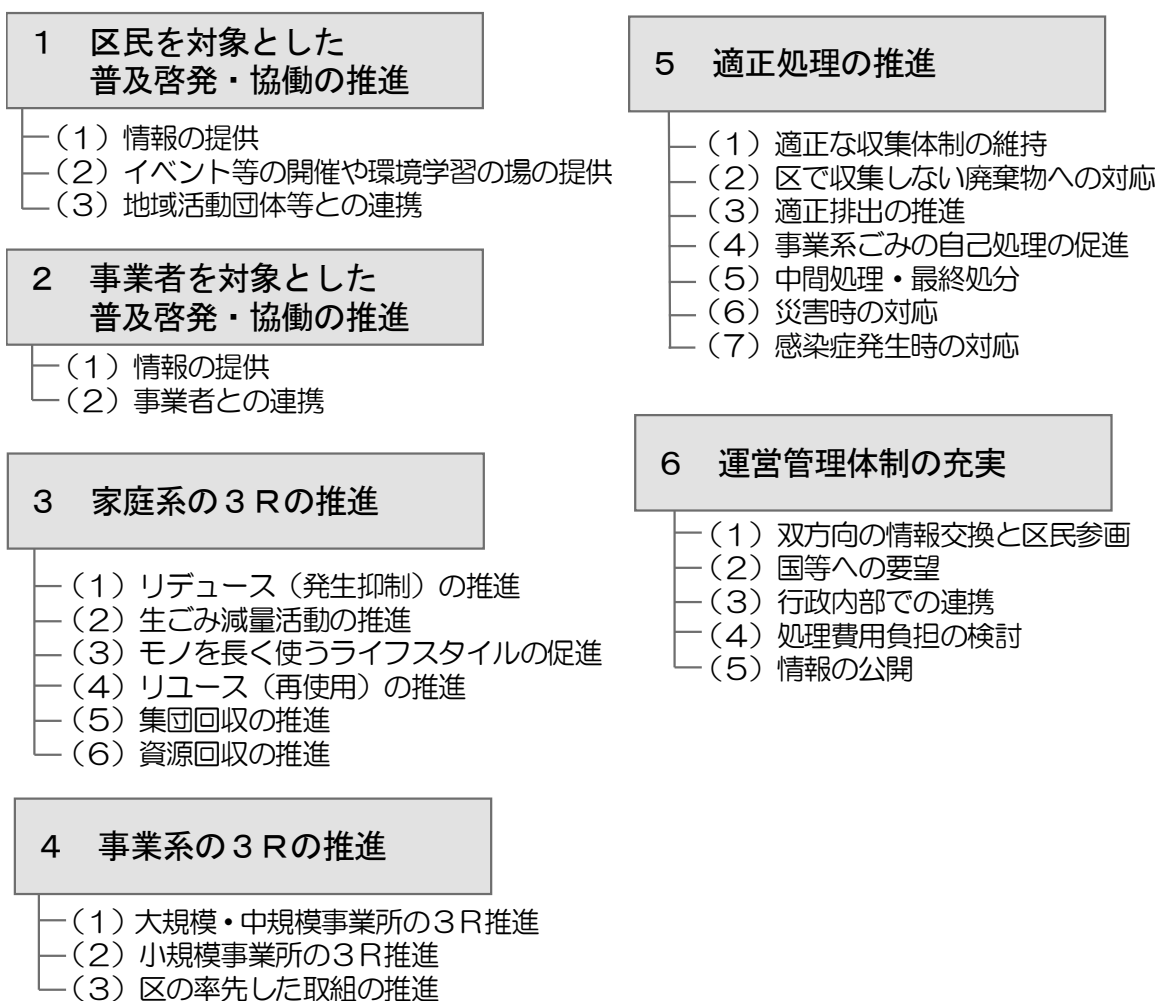 １　区民を対象とした
普及啓発・協働の推進
（１）情報の提供
（２）イベント等の開催や環境学習の場の提供
（３）地域活動団体等との連携
２　事業者を対象とした
普及啓発・協働の推進
（１）情報の提供
（２）事業者との連携
３　家庭系の３Ｒの推進
（１）リデュース（発生抑制）の推進
（２）生ごみ減量活動の推進
（３）モノを長く使うライフスタイルの促進
（４）リユース（再使用）の推進
（５）集団回収の推進
（６）資源回収の推進
４　事業系の３Ｒの推進
（１）大規模・中規模事業所の３Ｒ推進
（２）小規模事業所の３Ｒ推進
（３）区の率先した取組の推進
５　適正処理の推進
（１）適正な収集体制の維持
（２）区で収集しない廃棄物への対応
（３）適正排出の推進
（４）事業系ごみの自己処理の促進
（５）中間処理・最終処分
（６）災害時の対応
（７）感染症発生時の対応
６　運営管理体制の充実
（１）双方向の情報交換と区民参画
（２）国等への要望
（３）行政内部での連携
（４）処理費用負担の検討
（５）情報の公開